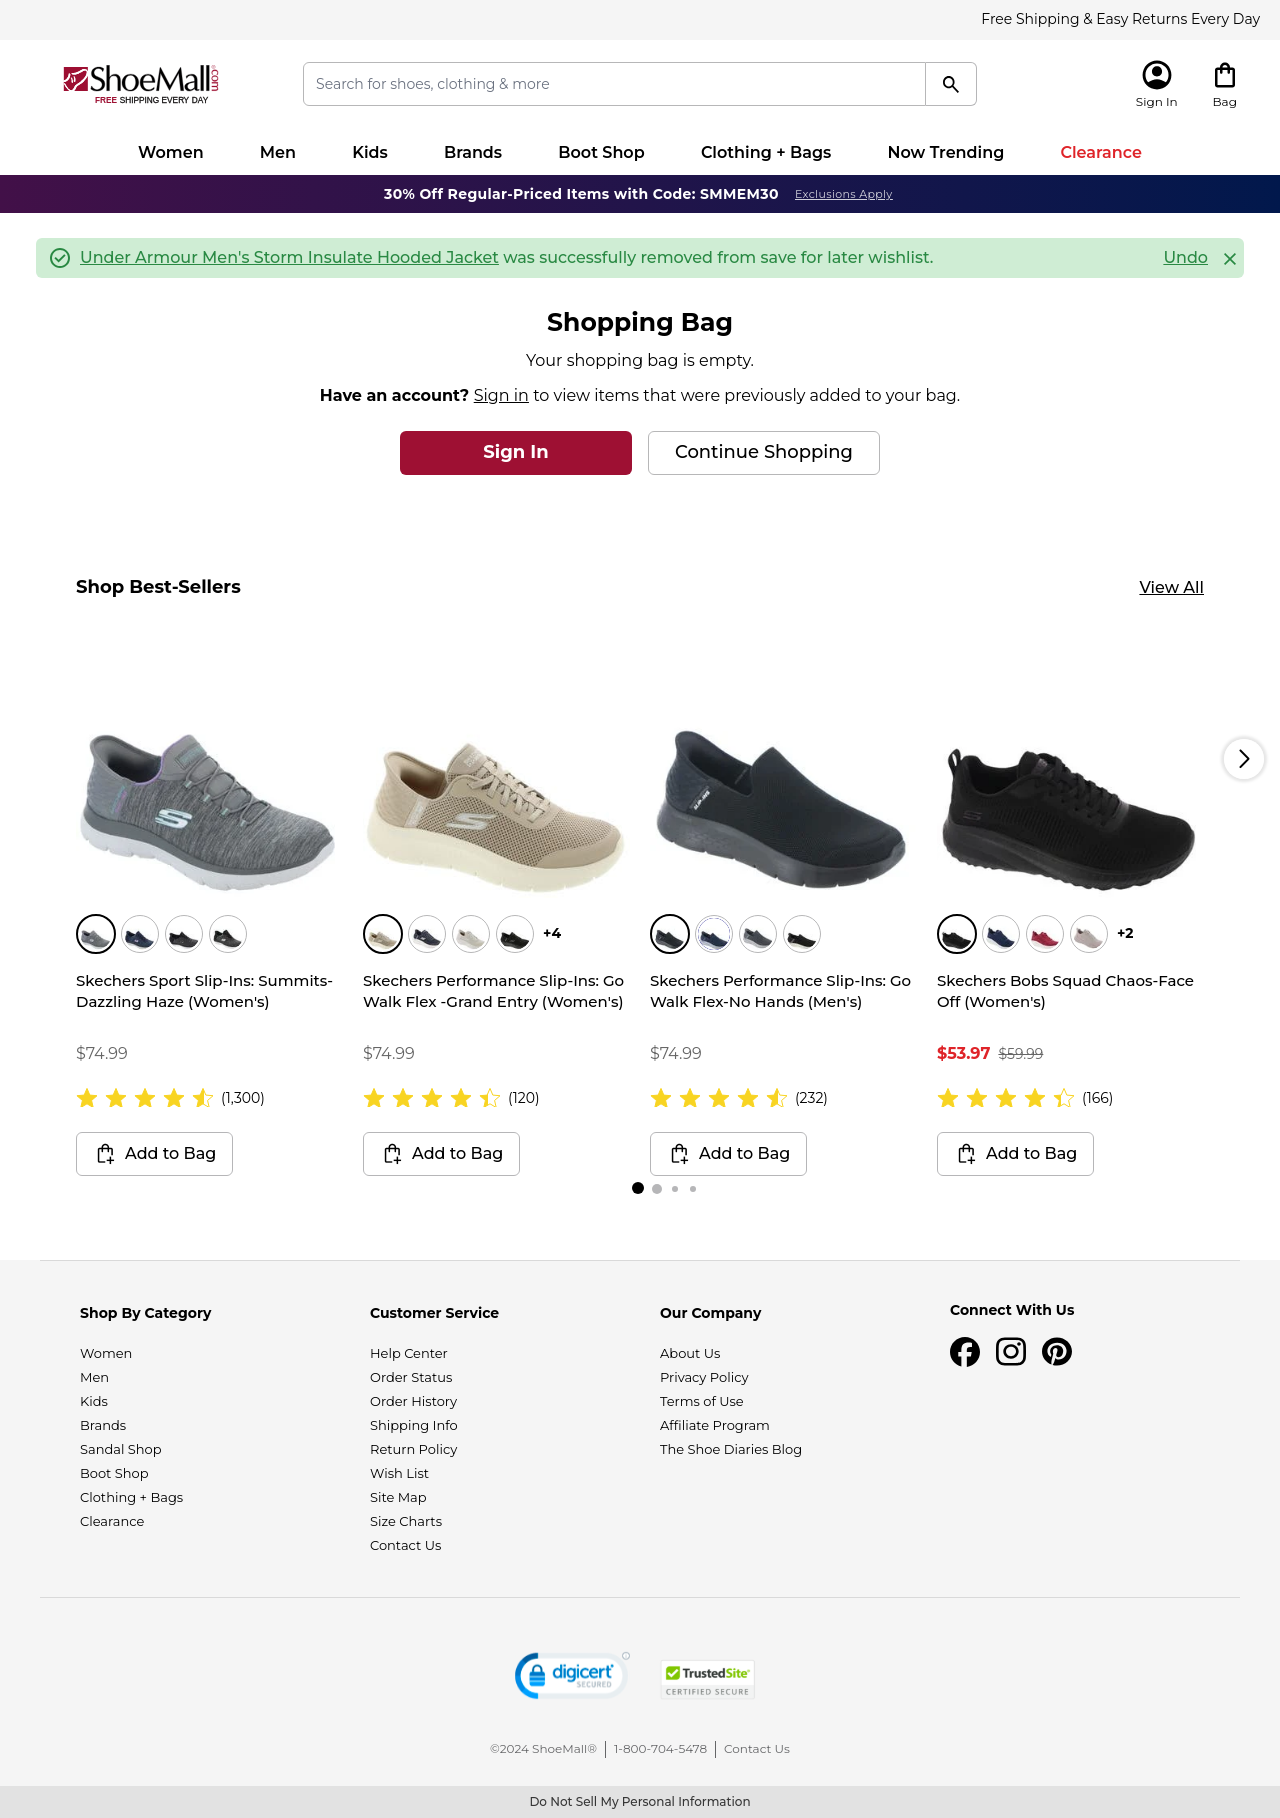 Free Shipping & Easy Returns Every Day
ShoeMall.com
FREE SHIPPING EVERY DAY
Search for shoes, clothing & more
Sign In
Bag
Women Men Kids Brands Boot Shop Clothing + Bags Now Trending Clearance
30% Off Regular-Priced Items with Code: SMMEM30 Exclusions Apply
Under Armour Men's Storm Insulate Hooded Jacket was successfully removed from save for later wishlist. Undo
Shopping Bag
Your shopping bag is empty.
Have an account? Sign in to view items that were previously added to your bag.
Sign In
Continue Shopping
Shop Best-Sellers
View All
Skechers Sport Slip-Ins: Summits-
Dazzling Haze (Women's)
$74.99
(1,300)
Add to Bag
+4
Skechers Performance Slip-Ins: Go
Walk Flex -Grand Entry (Women's)
$74.99
(120)
Add to Bag
Skechers Performance Slip-Ins: Go
Walk Flex-No Hands (Men's)
$74.99
(232)
Add to Bag
+2
Skechers Bobs Squad Chaos-Face
Off (Women's)
$53.97 $59.99
(166)
Add to Bag
Shop By Category
Women
Men
Kids
Brands
Sandal Shop
Boot Shop
Clothing + Bags
Clearance
Customer Service
Help Center
Order Status
Order History
Shipping Info
Return Policy
Wish List
Site Map
Size Charts
Contact Us
Our Company
About Us
Privacy Policy
Terms of Use
Affiliate Program
The Shoe Diaries Blog
Connect With Us
digicert
SECURED
TrustedSite
CERTIFIED SECURE
©2024 ShoeMall® 1-800-704-5478 Contact Us
Do Not Sell My Personal Information